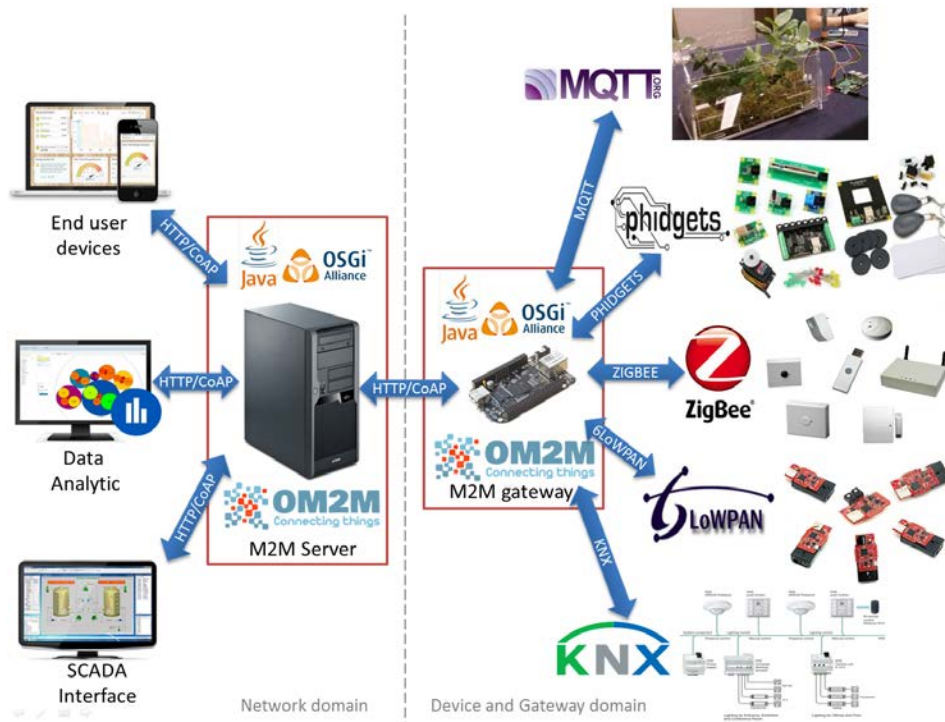 MQTT
.ORG
MQTT
phidgets
PHIDGETS
End user
devices
HTTP/CoAP
Java
OSGi™
Alliance
Java
OSGi™
Alliance
HTTP/CoAP
HTTP/CoAP
ZIGBEE
ZigBee®
Data
Analytic
OM2M
Connecting things
M2M gateway
6LoWPAN
6LoWPAN
HTTP/CoAP
OM2M
Connecting things
M2M Server
KNX
KNX
SCADA
Interface
Network domain
Device and Gateway domain